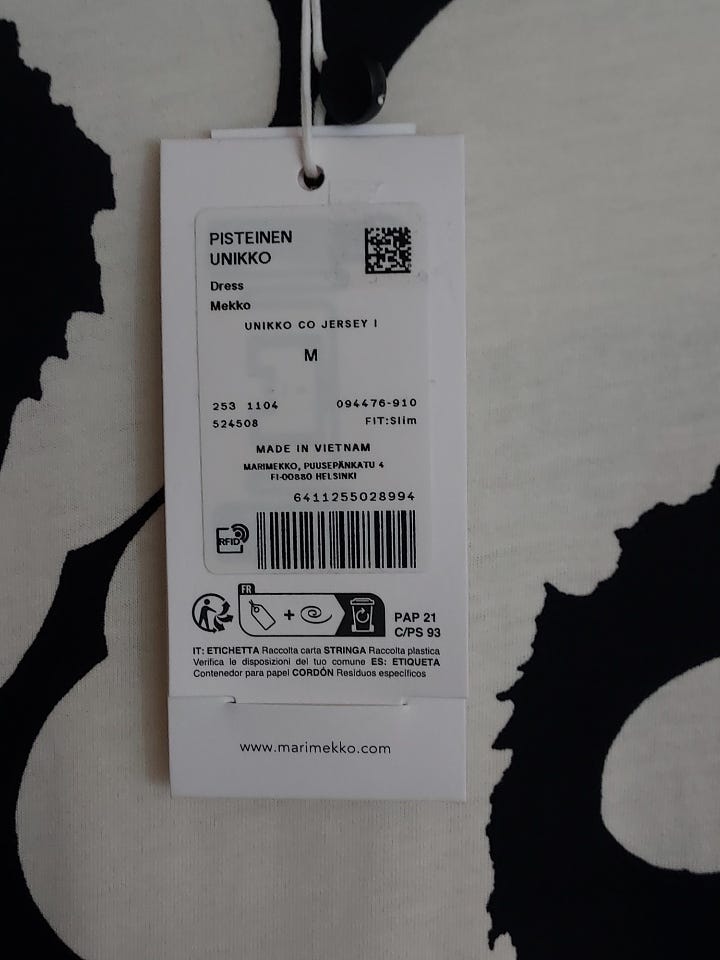 PISTEINEN
UNIKKO
Dress
Mekko
UNIKKO CO JERSEY I
M
253 1104 094476-910
524508 FIT:Slim
MADE IN VIETNAM
MARIMEKKO, PUUSEPÄNKATU 4
FI-00880 HELSINKI
6411255028994
RFID
FR
+
PAP 21
C/PS 93
IT: ETICHETTA Raccolta carta STRINGA Raccolta plastica
Verifica le disposizioni del tuo comune ES: ETIQUETA
Contenedor para papel CORDÓN Residuos específicos
www.marimekko.com